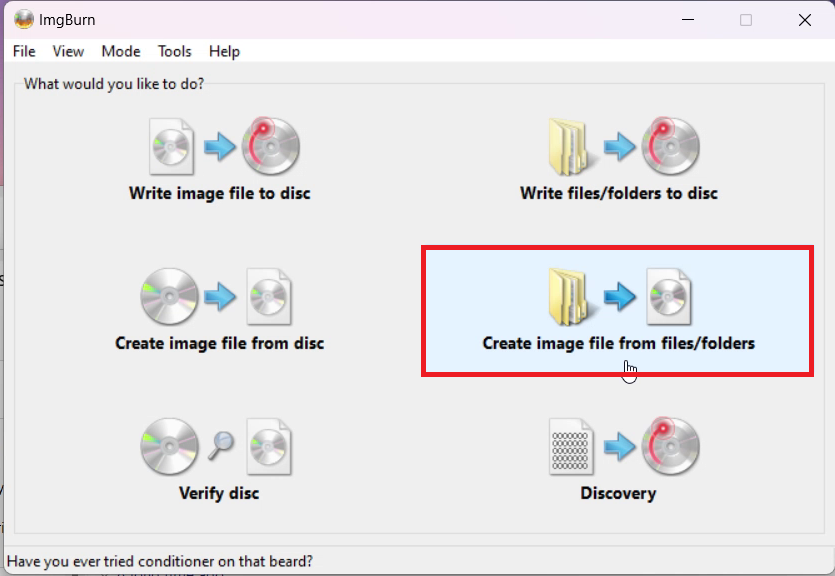 ImgBurn
File View Mode Tools Help
What would you like to do?
Write image file to disc
Write files/folders to disc
Create image file from disc
Create image file from files/folders
Verify disc
Discovery
Have you ever tried conditioner on that beard?